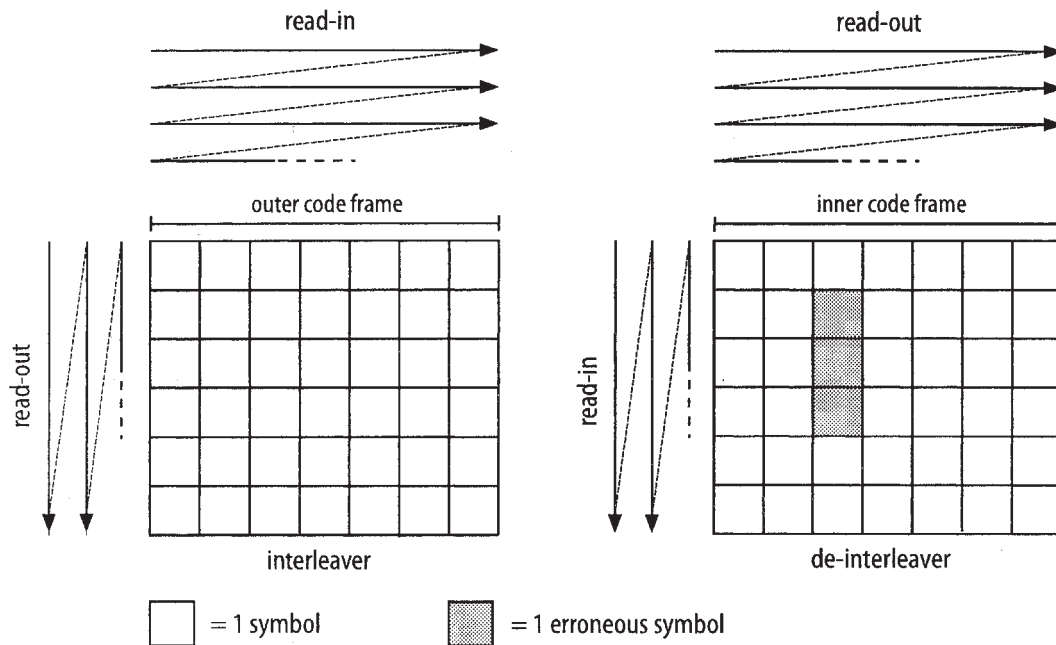 read-in
read-out
outer code frame
inner code frame
read-out
read-in
interleaver
de-interleaver
= 1 symbol
= 1 erroneous symbol